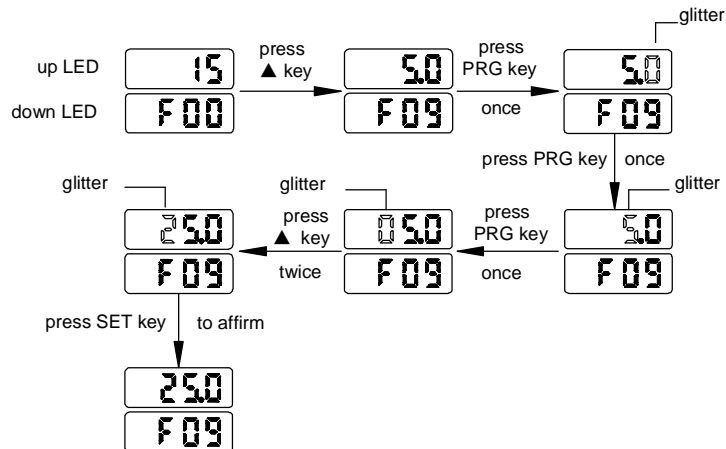 glitter
up LED
15
press
▲ key
5.0
press
PRG key
5.0
down LED
F00
F09
once
F09
press PRG key once
glitter
glitter
glitter
25.0
press
▲ key
05.0
press
PRG key
5.0
F09
twice
F09
once
F09
press SET key to affirm
25.0
F09